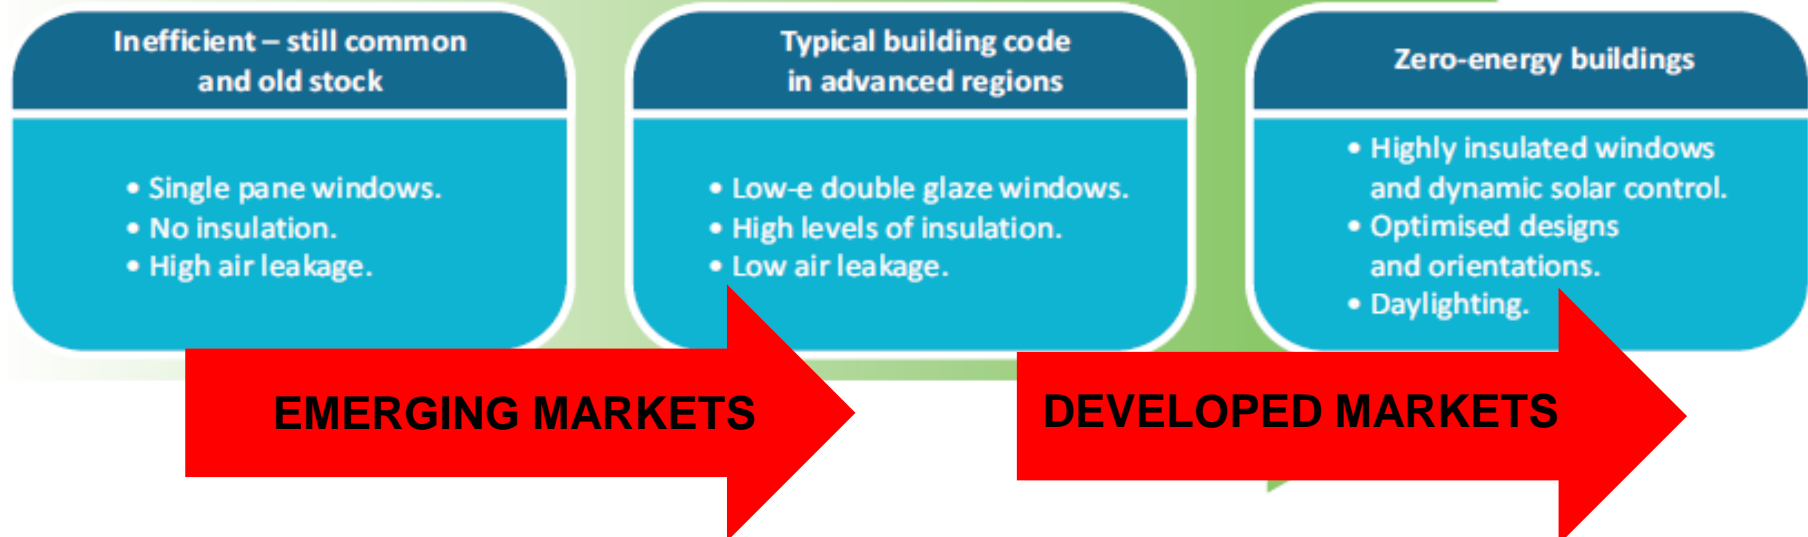 Inefficient – still common
and old stock
• Single pane windows.
• No insulation.
• High air leakage.
Typical building code
in advanced regions
• Low-e double glaze windows.
• High levels of insulation.
• Low air leakage.
Zero-energy buildings
• Highly insulated windows
and dynamic solar control.
• Optimised designs
and orientations.
• Daylighting.
EMERGING MARKETS
DEVELOPED MARKETS